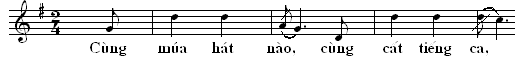 Cùng múa hát nào, cùng cất tiếng ca,